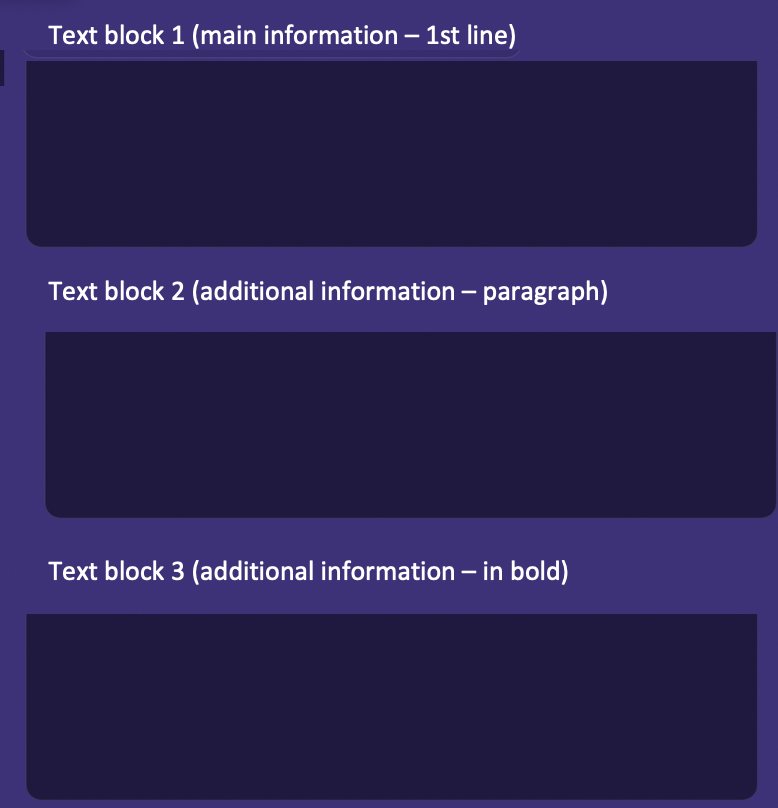 Text block 1 (main information – 1st line)
Text block 2 (additional information – paragraph)
Text block 3 (additional information – in bold)